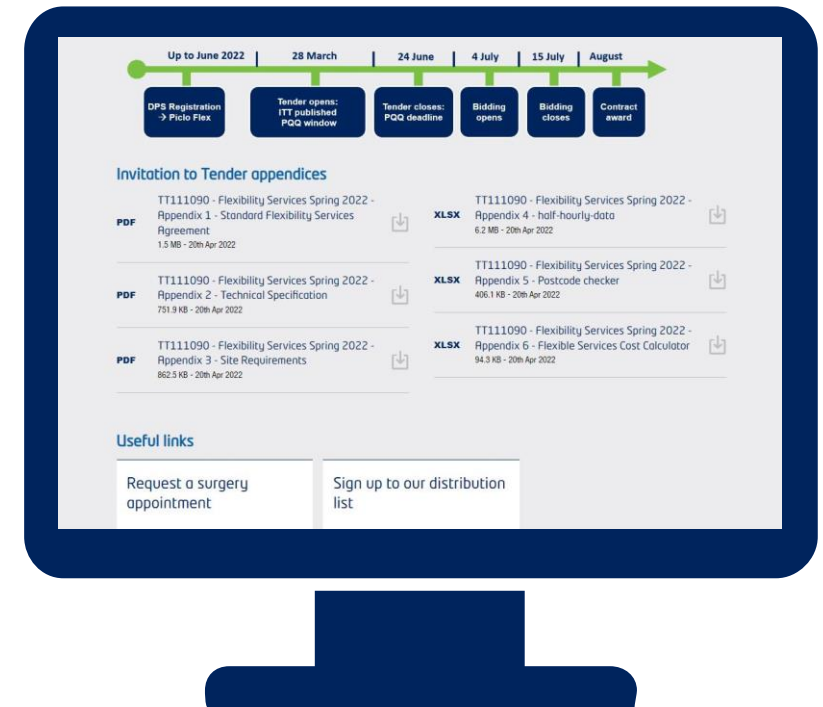 Up to June 2022 | 28 March | 24 June | 4 July | 15 July | August
DPS Registration
→ Piclo Flex
Tender opens:
ITT published
PQQ window
Tender closes:
PQQ deadline
Bidding
opens
Bidding
closes
Contract
award
Invitation to Tender appendices
PDF
TT111090 - Flexibility Services Spring 2022 -
Appendix 1 - Standard Flexibility Services
Agreement
1.5 MB - 20th Apr 2022
PDF
TT111090 - Flexibility Services Spring 2022 -
Appendix 2 - Technical Specification
751.9 KB - 20th Apr 2022
PDF
TT111090 - Flexibility Services Spring 2022 -
Appendix 3 - Site Requirements
862.5 KB - 20th Apr 2022
XLSX
TT111090 - Flexibility Services Spring 2022 -
Appendix 4 - half-hourly-data
6.2 MB - 20th Apr 2022
XLSX
TT111090 - Flexibility Services Spring 2022 -
Appendix 5 - Postcode checker
406.1 KB - 20th Apr 2022
XLSX
TT111090 - Flexibility Services Spring 2022 -
Appendix 6 - Flexible Services Cost Calculator
94.3 KB - 20th Apr 2022
Useful links
Request a surgery
appointment
Sign up to our distribution
list